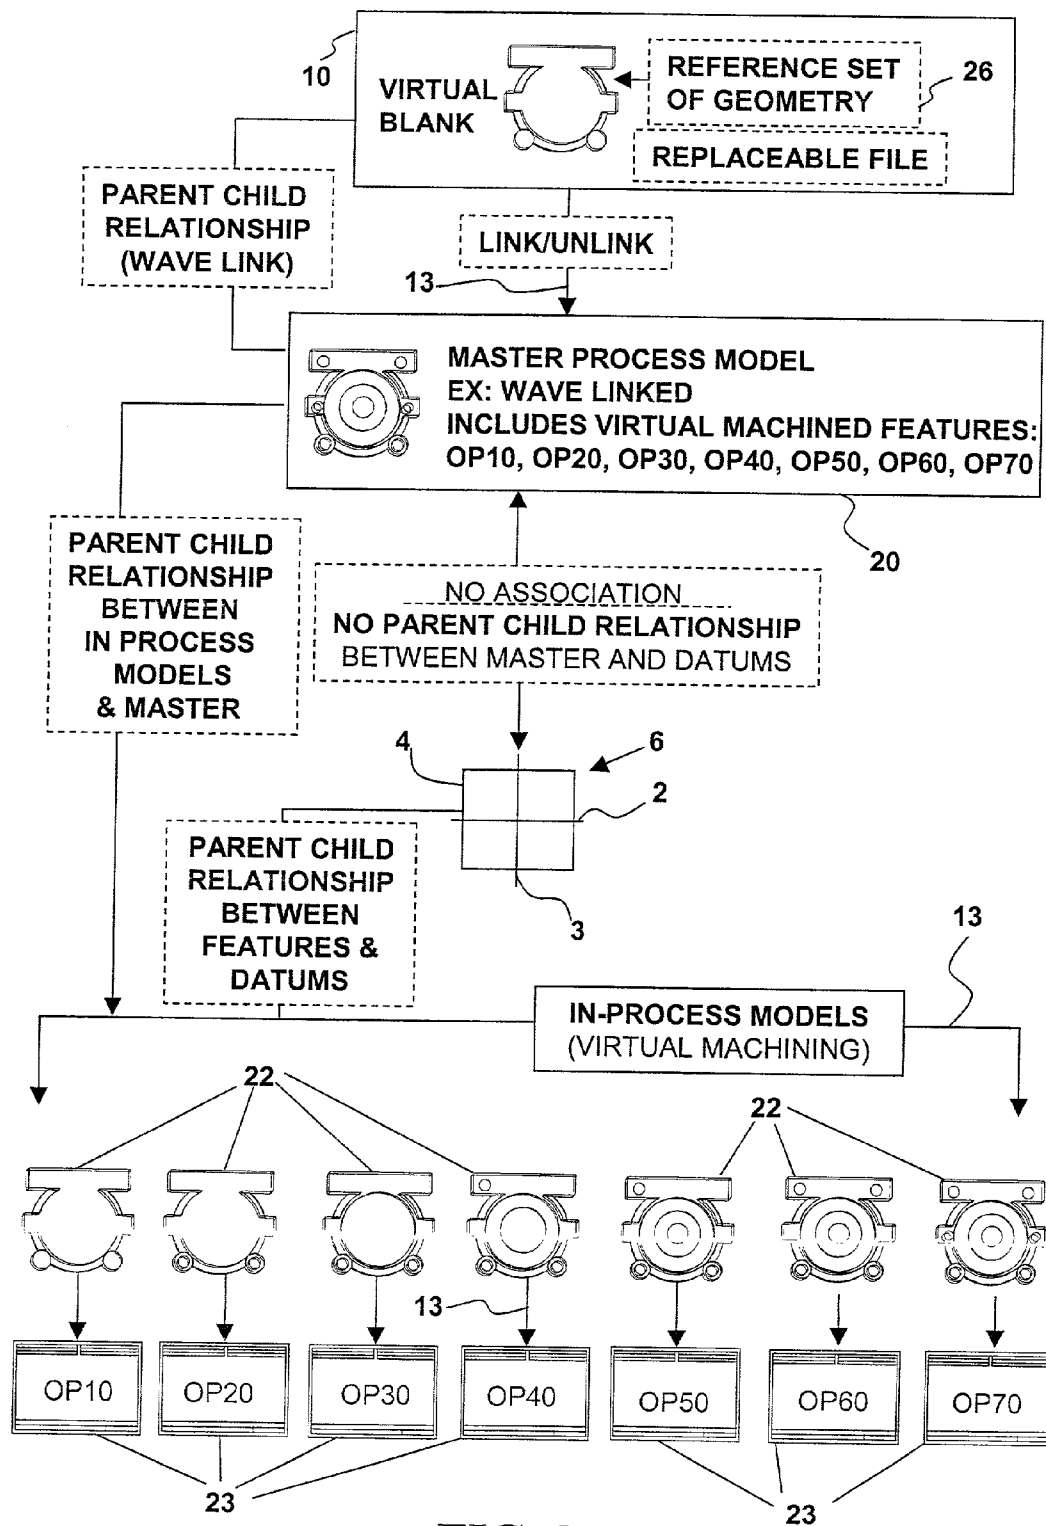 10
VIRTUAL
BLANK
REFERENCE SET
OF GEOMETRY
26
REPLACEABLE FILE
PARENT CHILD
RELATIONSHIP
(WAVE LINK)
LINK/UNLINK
13
MASTER PROCESS MODEL
EX: WAVE LINKED
INCLUDES VIRTUAL MACHINED FEATURES:
OP10, OP20, OP30, OP40, OP50, OP60, OP70
20
PARENT CHILD
RELATIONSHIP
BETWEEN
IN PROCESS
MODELS
& MASTER
NO ASSOCIATION
NO PARENT CHILD RELATIONSHIP
BETWEEN MASTER AND DATUMS
4
6
2
3
PARENT CHILD
RELATIONSHIP
BETWEEN
FEATURES &
DATUMS
13
IN-PROCESS MODELS
(VIRTUAL MACHINING)
22
22
13
OP10
OP20
OP30
OP40
OP50
OP60
OP70
23
23